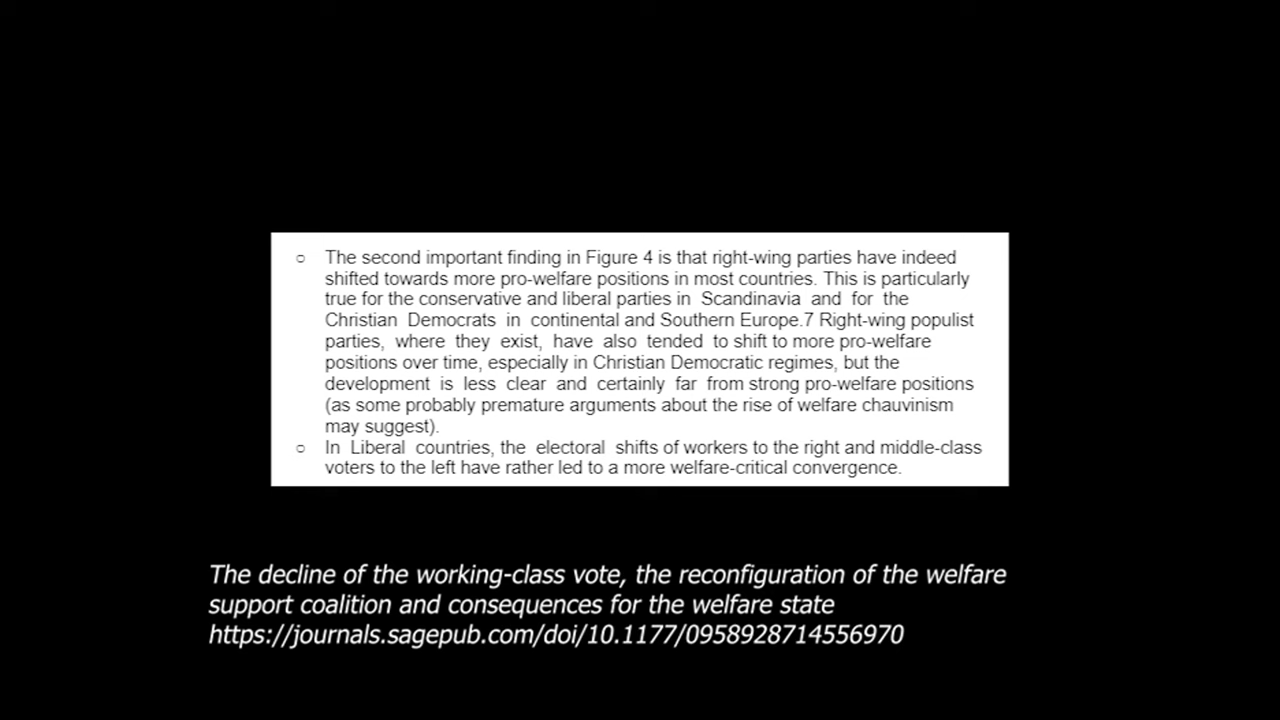 ○ The second important finding in Figure 4 is that right-wing parties have indeed
shifted towards more pro-welfare positions in most countries. This is particularly
true for the conservative and liberal parties in Scandinavia and for the
Christian Democrats in continental and Southern Europe.7 Right-wing populist
parties, where they exist, have also tended to shift to more pro-welfare
positions over time, especially in Christian Democratic regimes, but the
development is less clear and certainly far from strong pro-welfare positions
(as some probably premature arguments about the rise of welfare chauvinism
may suggest).
○ In Liberal countries, the electoral shifts of workers to the right and middle-class
voters to the left have rather led to a more welfare-critical convergence.
The decline of the working-class vote, the reconfiguration of the welfare
support coalition and consequences for the welfare state
https://journals.sagepub.com/doi/10.1177/0958928714556970